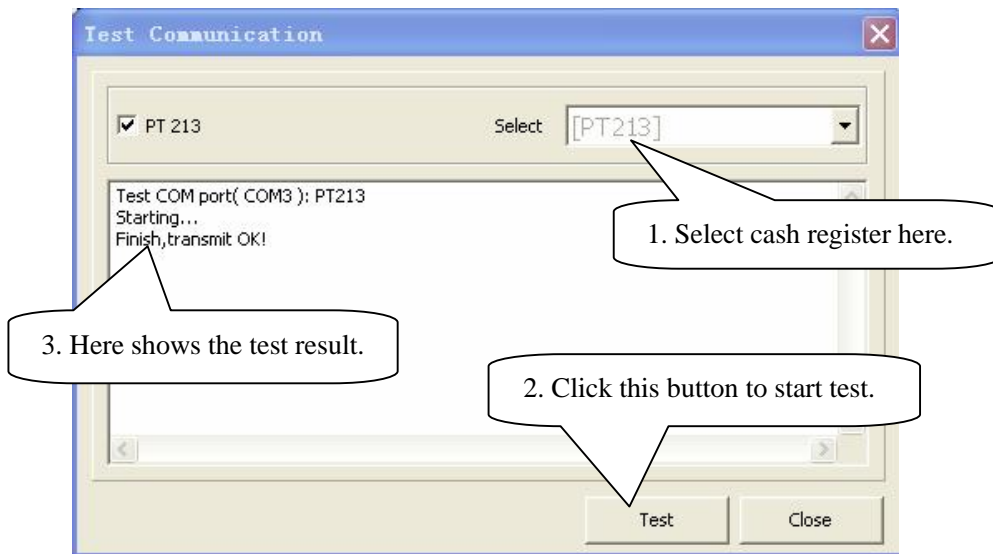 Test Communication
PT 213
Select
[PT213]
Test COM port( COM3 ): PT213
Starting...
Finish,transmit OK!
1. Select cash register here.
3. Here shows the test result.
2. Click this button to start test.
Test
Close